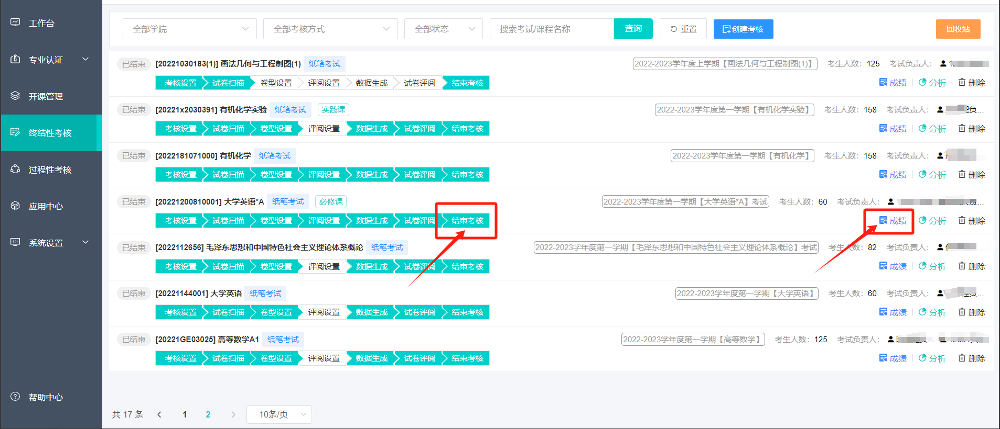 工作台
专业认证
开课管理
终结性考核
过程性考核
应用中心
系统设置
帮助中心
全部学院 全部考核方式 全部状态 搜索考试/课程名称 查询 重置 创建考核 回收站
已结束 [20221030183(1)] 画法几何与工程制图(1) 纸笔考试 2022-2023学年度上学期【画法几何与工程制图(1)】 考生人数：125 考试负责人：
考核设置 试卷扫描 卷型设置 评阅设置 数据生成 试卷评阅 结束考核 成绩 分析 删除
已结束 [20221x2030391] 有机化学实验 纸笔考试 实践课 2022-2023学年度第一学期【有机化学实验】 考生人数：158 考试负责人：
考核设置 试卷扫描 卷型设置 评阅设置 数据生成 试卷评阅 结束考核 成绩 分析 删除
已结束 [2022181071000] 有机化学 纸笔考试 2022-2023学年度第一学期【有机化学】 考生人数：158 考试负责人：
考核设置 试卷扫描 卷型设置 评阅设置 数据生成 试卷评阅 结束考核 成绩 分析 删除
已结束 [20221200810001] 大学英语*A 纸笔考试 必修课 2022-2023学年度第一学期【大学英语*A】考试 考生人数：60 考试负责人：
考核设置 试卷扫描 卷型设置 评阅设置 数据生成 试卷评阅 结束考核 成绩 分析 删除
已结束 [2022112656] 毛泽东思想和中国特色社会主义理论体系概论 纸笔考试 2022-2023学年度第一学期【毛泽东思想和中国特色社会主义理论体系概论】考试 考生人数：82 考试负责人：
考核设置 试卷扫描 卷型设置 评阅设置 数据生成 试卷评阅 结束考核 成绩 分析 删除
已结束 [20221144001] 大学英语 纸笔考试 2022-2023学年度第一学期【大学英语】 考生人数：60 考试负责人：
考核设置 试卷扫描 卷型设置 评阅设置 数据生成 试卷评阅 结束考核 成绩 分析 删除
已结束 [20221GE03025] 高等数学A1 纸笔考试 2022-2023学年度第一学期【高等数学】 考生人数：125 考试负责人：
考核设置 试卷扫描 卷型设置 评阅设置 数据生成 试卷评阅 结束考核 成绩 分析 删除
共 17 条 1 2 10条/页